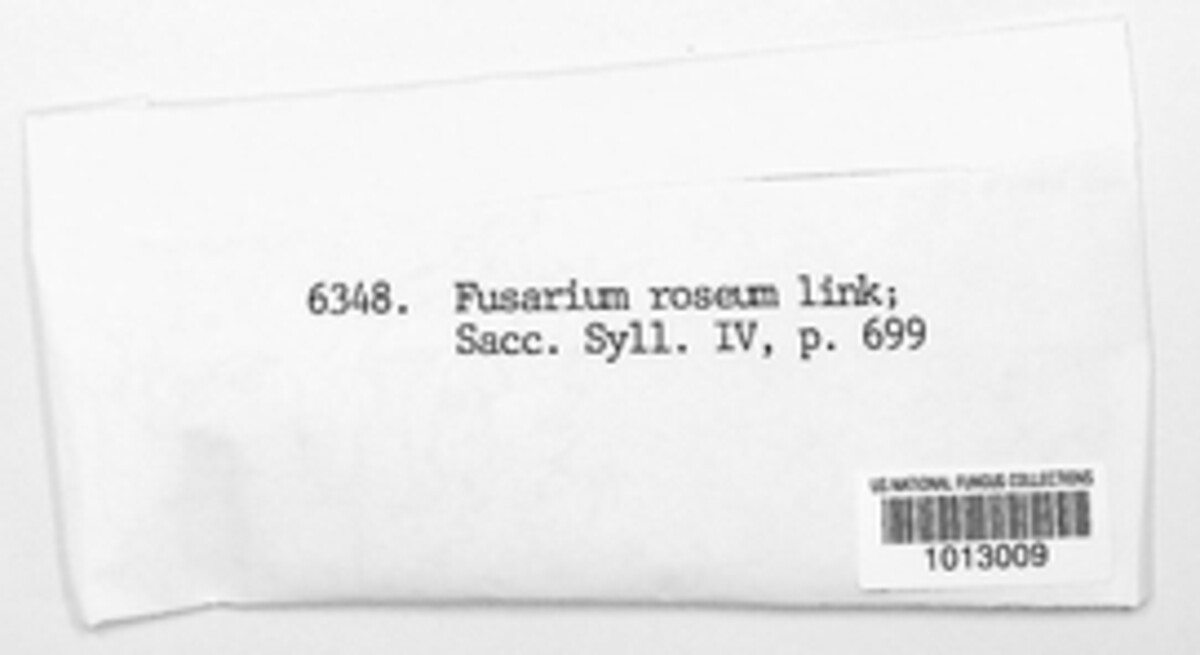 6348. Fusarium roseum link;
Sacc. Syll. IV, p. 699
US NATIONAL FUNGUS COLLECTIONS
1013009